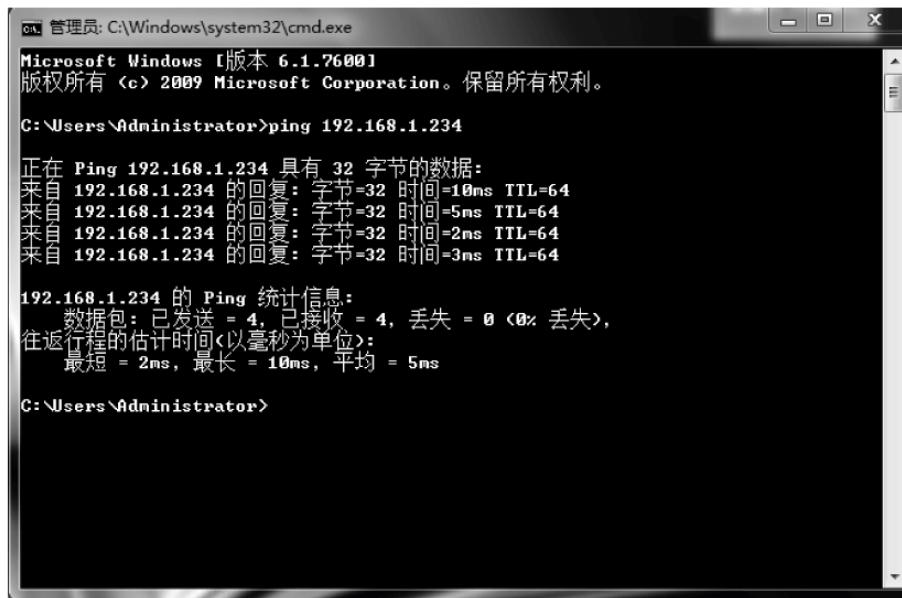 管理员: C:\Windows\system32\cmd.exe
Microsoft Windows [版本 6.1.7600]
版权所有 (c) 2009 Microsoft Corporation。保留所有权利。
C:\Users\Administrator>ping 192.168.1.234
正在 Ping 192.168.1.234 具有 32 字节的数据:
来自 192.168.1.234 的回复: 字节=32 时间=10ms TTL=64
来自 192.168.1.234 的回复: 字节=32 时间=5ms TTL=64
来自 192.168.1.234 的回复: 字节=32 时间=2ms TTL=64
来自 192.168.1.234 的回复: 字节=32 时间=3ms TTL=64
192.168.1.234 的 Ping 统计信息:
数据包: 已发送 = 4, 已接收 = 4, 丢失 = 0 (0% 丢失),
往返行程的估计时间(以毫秒为单位):
最短 = 2ms, 最长 = 10ms, 平均 = 5ms
C:\Users\Administrator>